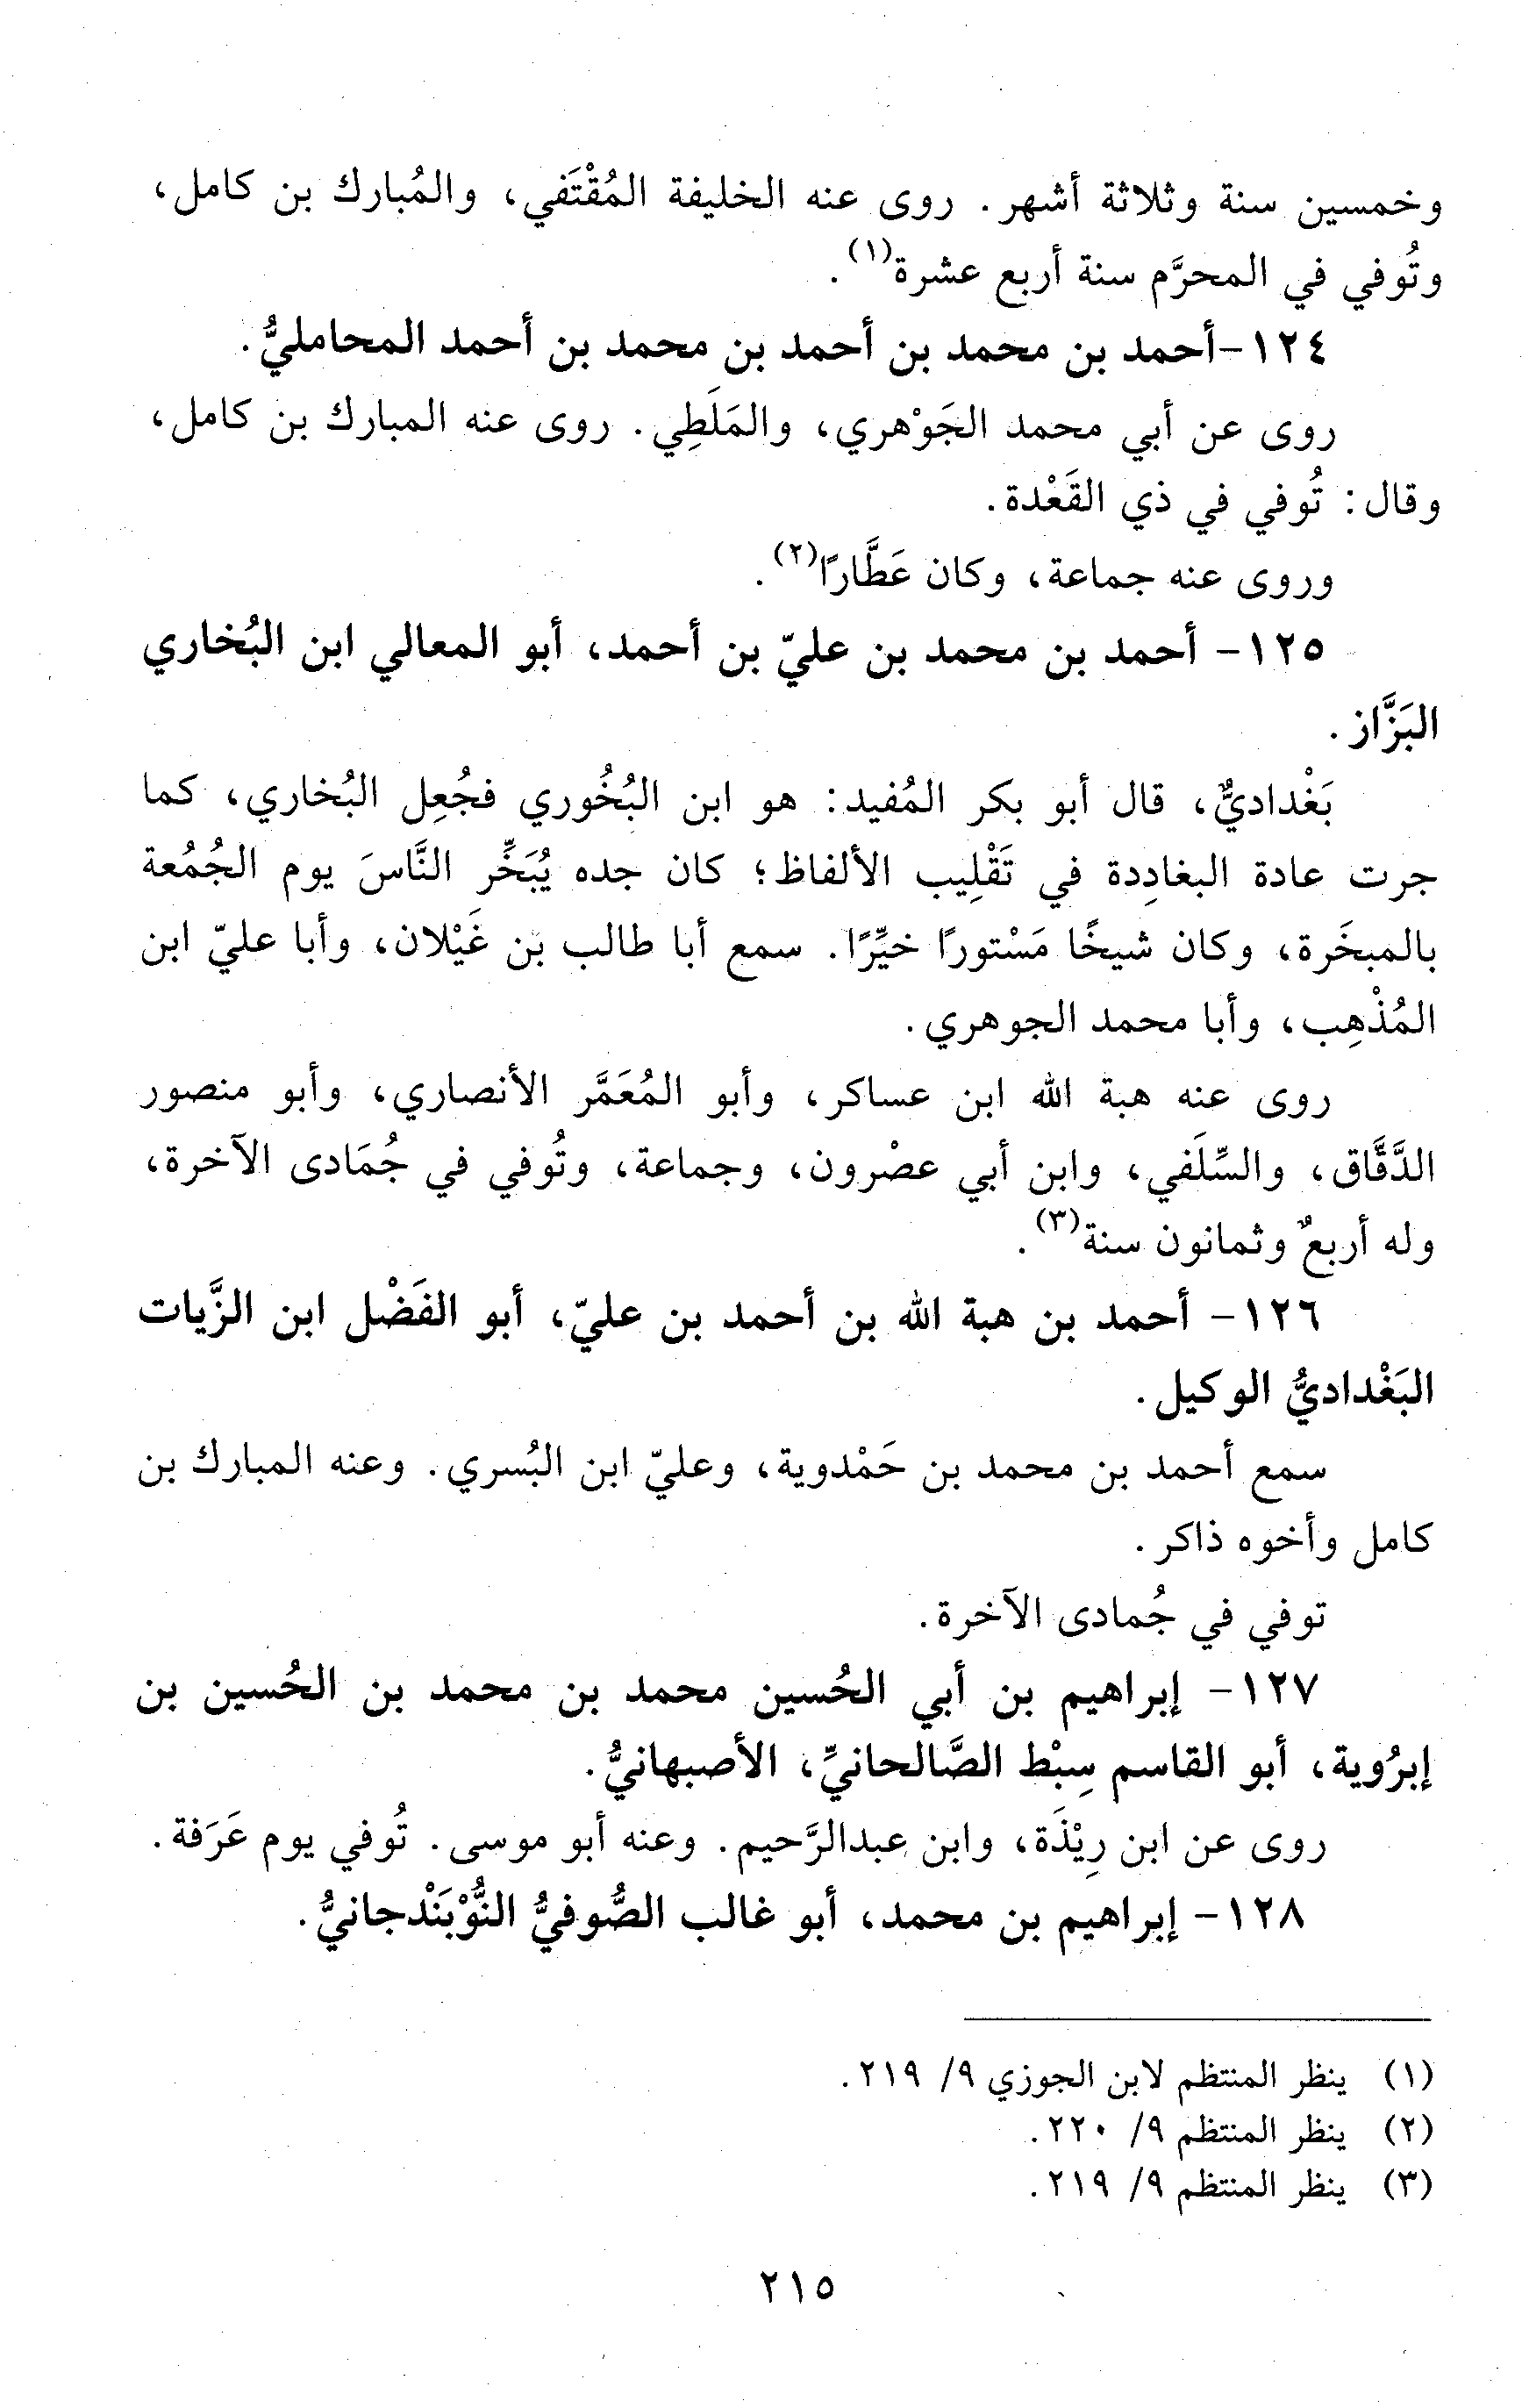 وخمسين سنة وثلاثة أشهر. روى عنه الخليفة المُقْتَفي، والمُبارك بن كامل،
وتُوفي في المحرَّم سنة أربع عشرة(١).
١٢٤-أحمد بن محمد بن أحمد بن محمد بن أحمد المحامليُّ.
روى عن أبي محمد الجَوْهري، والمَلَطِي. روى عنه المبارك بن كامل،
وقال: تُوفي في ذي القَعْدة.
وروى عنه جماعة، وكان عَطَّارًا(٢).
١٢٥- أحمد بن محمد بن عليّ بن أحمد، أبو المعالي ابن البُخاري
البَزَّاز.
بَغْداديٌّ، قال أبو بكر المُفيد: هو ابن البُخُوري فجُعِل البُخاري، كما
جرت عادة البغادِدة في تَقْلِيب الألفاظ؛ كان جده يُبَخِّر النَّاسَ يوم الجُمُعة
بالمبخَرة، وكان شيخًا مَسْتورًا خيِّرًا. سمع أبا طالب بن غَيْلان، وأبا عليّ ابن
المُذْهِب، وأبا محمد الجوهري.
روى عنه هبة الله ابن عساكر، وأبو المُعَمَّر الأنصاري، وأبو منصور
الدَّقَّاق، والسِّلَفي، وابن أبي عصْرون، وجماعة، وتُوفي في جُمَادى الآخرة،
وله أربعٌ وثمانون سنة(٣).
١٢٦- أحمد بن هبة الله بن أحمد بن عليّ، أبو الفَضْل ابن الزَّيات
البَغْداديُّ الوكيل.
سمع أحمد بن محمد بن حَمْدوية، وعليّ ابن البُسري. وعنه المبارك بن
كامل وأخوه ذاكر.
توفي في جُمادى الآخرة.
١٢٧- إبراهيم بن أبي الحُسين محمد بن محمد بن الحُسين بن
إبرُوية، أبو القاسم سِبْط الصَّالحانيِّ، الأصبهانيُّ.
روى عن ابن رِيْذَة، وابن عبدالرَّحيم. وعنه أبو موسى. تُوفي يوم عَرَفة.
١٢٨- إبراهيم بن محمد، أبو غالب الصُّوفيُّ النُّوْبَنْدجانيُّ.
(١) ينظر المنتظم لابن الجوزي ٩/ ٢١٩.
(٢) ينظر المنتظم ٩/ ٢٢٠.
(٣) ينظر المنتظم ٩/ ٢١٩.
٢١٥